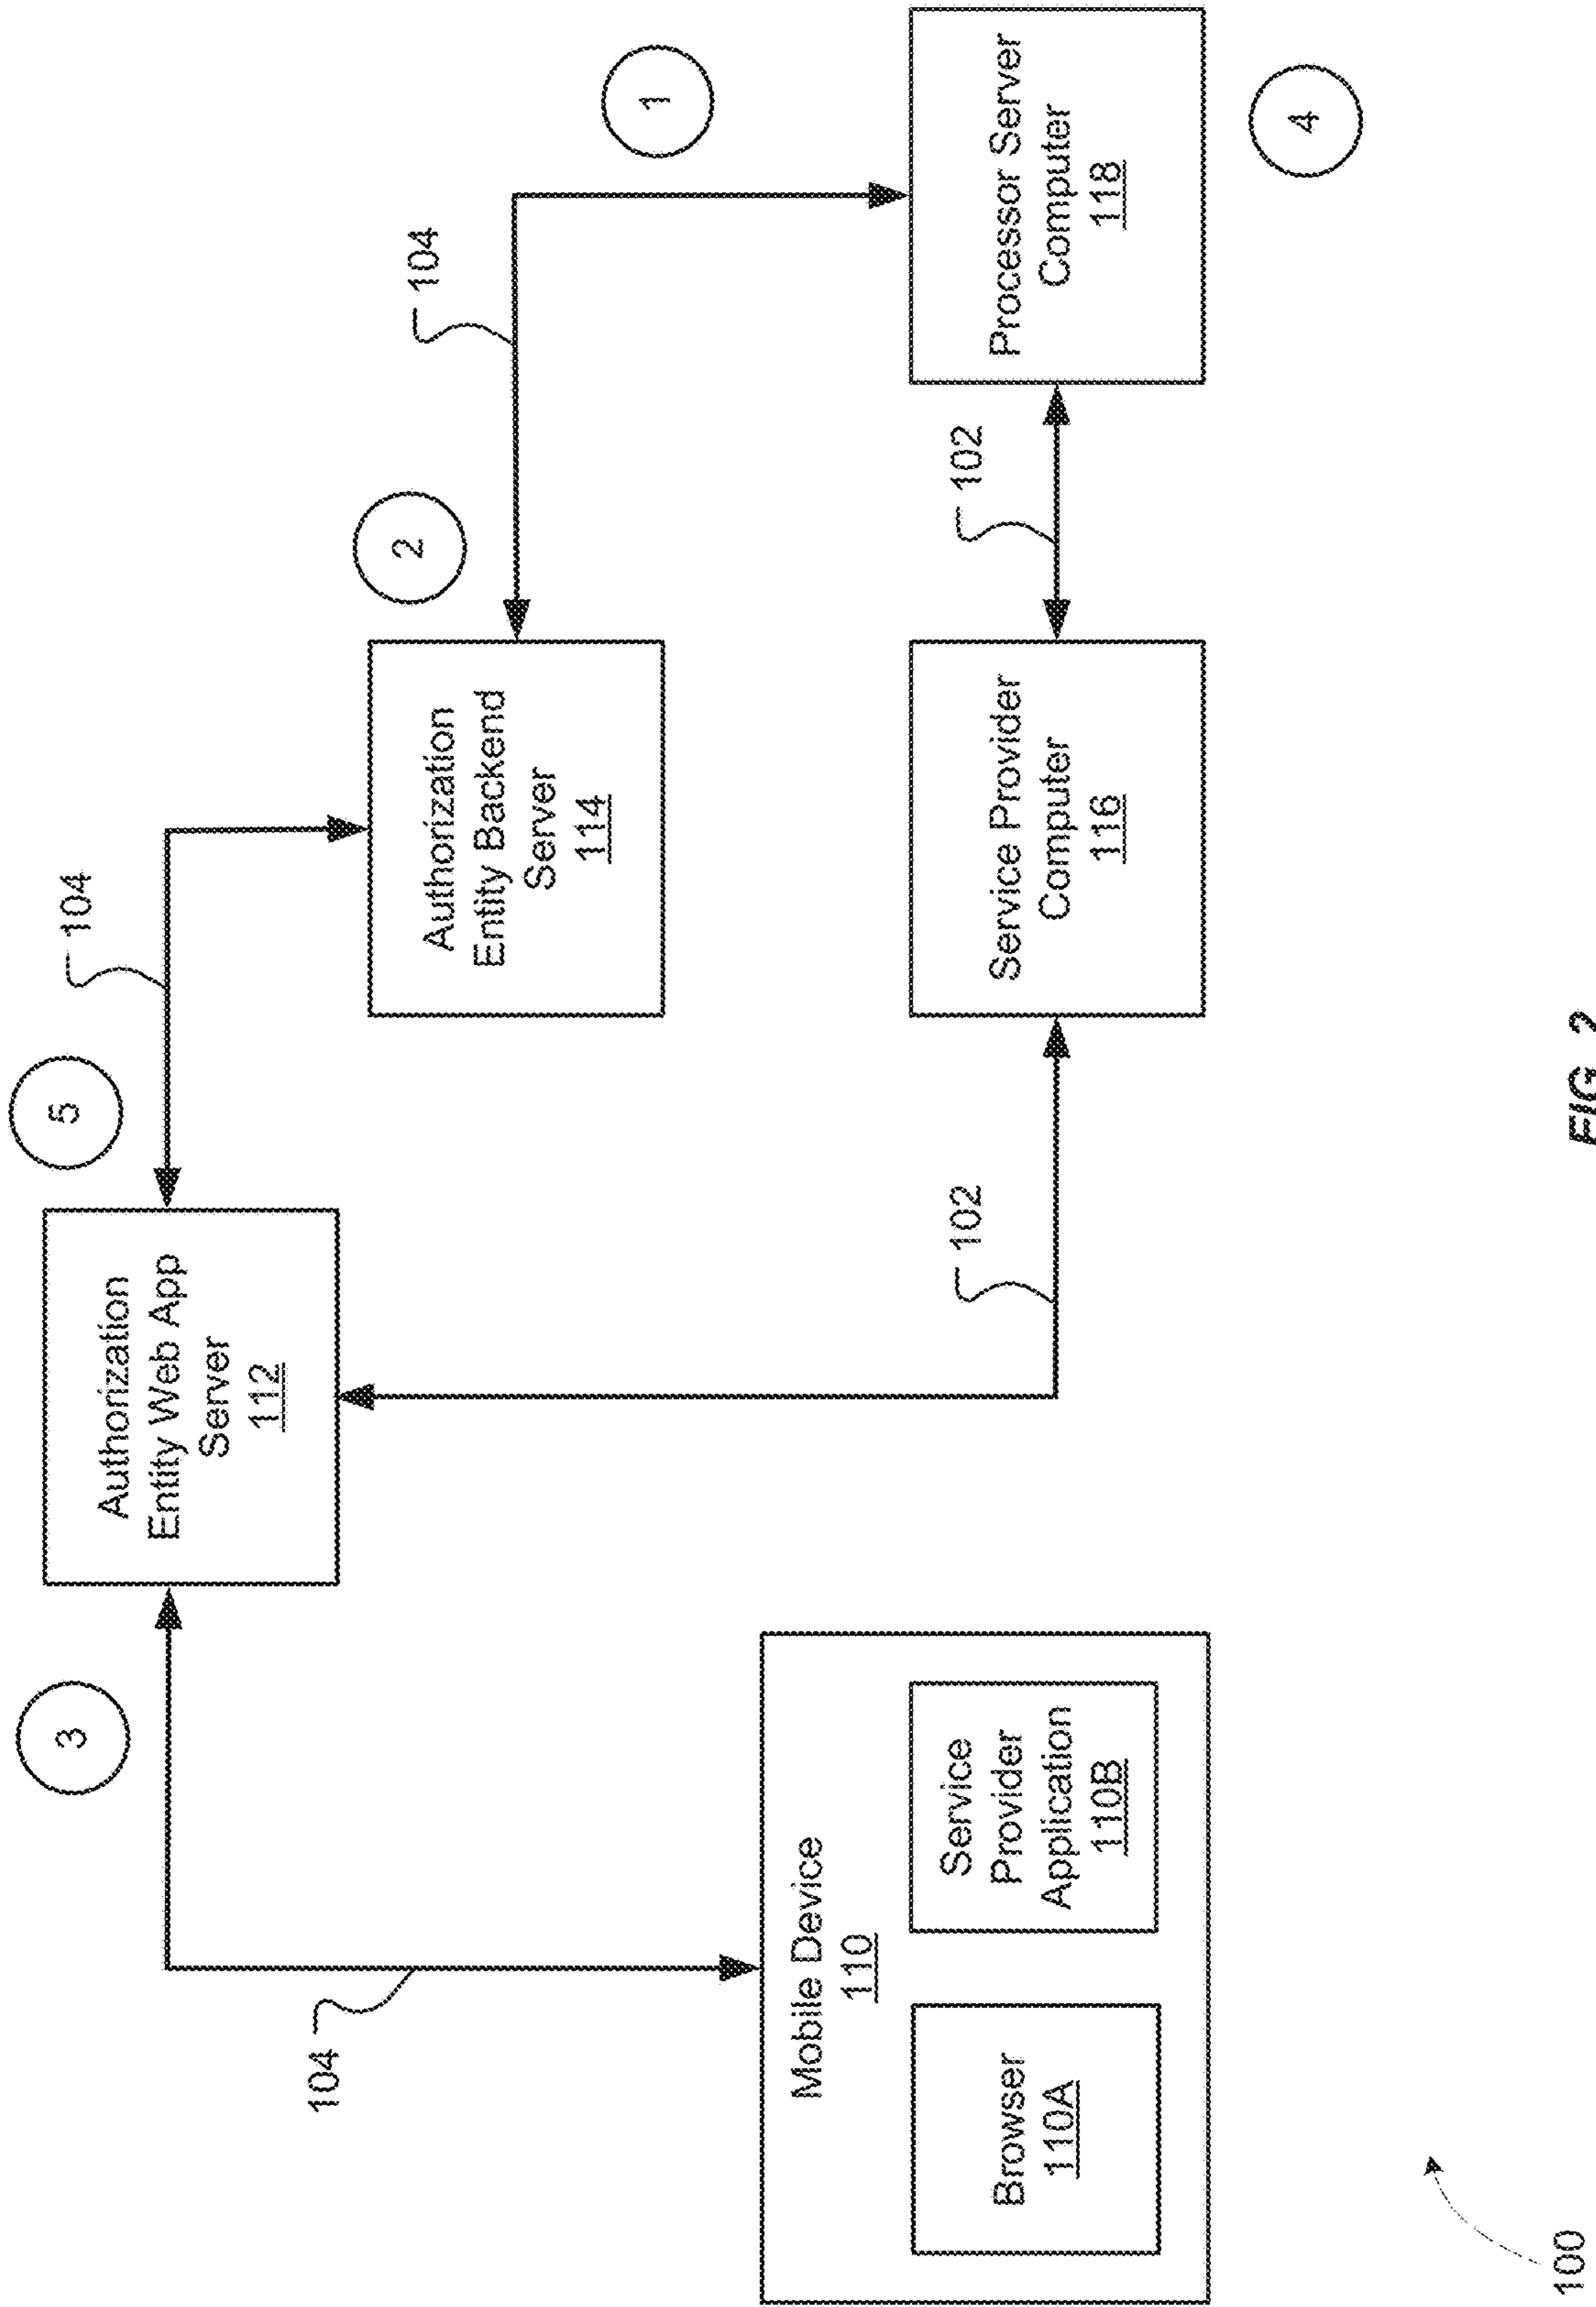 3
5
104
Authorization
Entity Web App
Server
112
2
104
1
104
Authorization
Entity Backend
Server
114
Mobile Device
110
Browser
110A
Service
Provider
Application
110B
102
102
Service Provider
Computer
116
Processor Server
Computer
118
4
100
FIG. 2